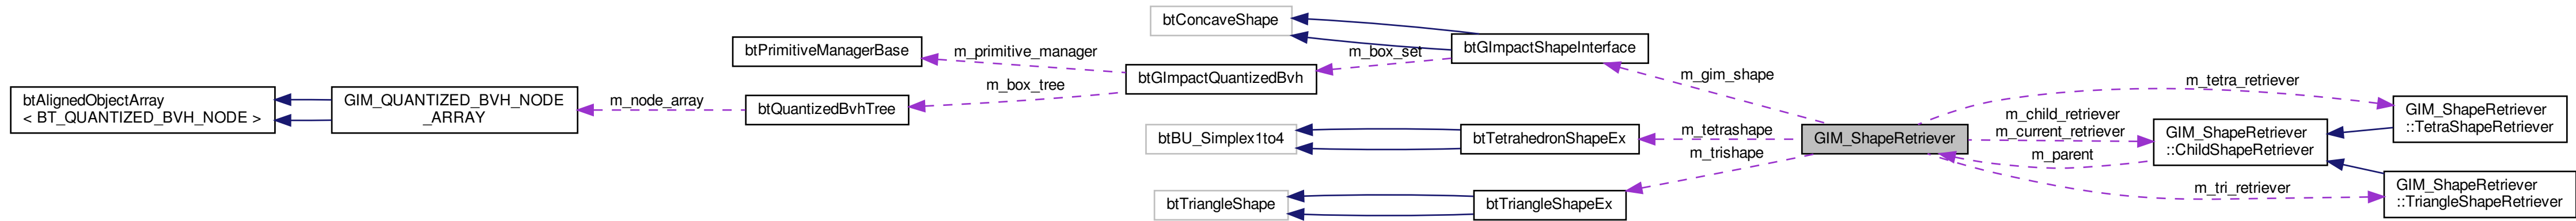 btConcaveShape
btPrimitiveManagerBase
m_primitive_manager
m_box_set
btGImpactShapeInterface
btGImpactQuantizedBvh
m_gim_shape
m_tetra_retriever
btAlignedObjectArray
< BT_QUANTIZED_BVH_NODE >
GIM_QUANTIZED_BVH_NODE
_ARRAY
m_node_array
btQuantizedBvhTree
m_box_tree
btBU_Simplex1to4
btTetrahedronShapeEx
m_tetrashape
m_trishape
GIM_ShapeRetriever
m_child_retriever
m_current_retriever
m_parent
GIM_ShapeRetriever
::ChildShapeRetriever
GIM_ShapeRetriever
::TetraShapeRetriever
btTriangleShape
btTriangleShapeEx
m_tri_retriever
GIM_ShapeRetriever
::TriangleShapeRetriever